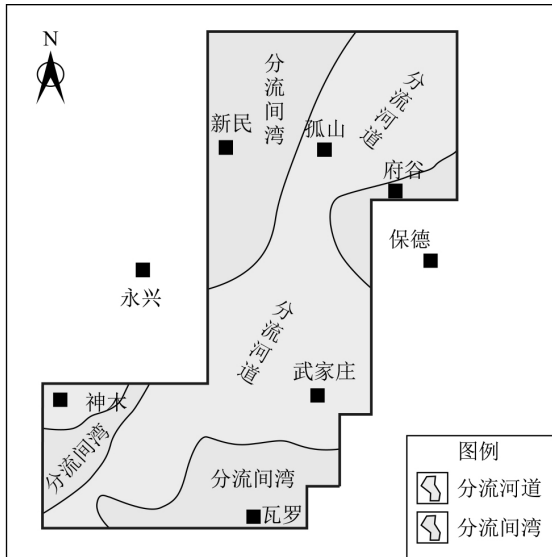 N
分流间湾
分流河道
新民
孤山
府谷
保德
永兴
分流河道
武家庄
神木
分流间湾
分流间湾
瓦罗
图例
分流河道
分流间湾